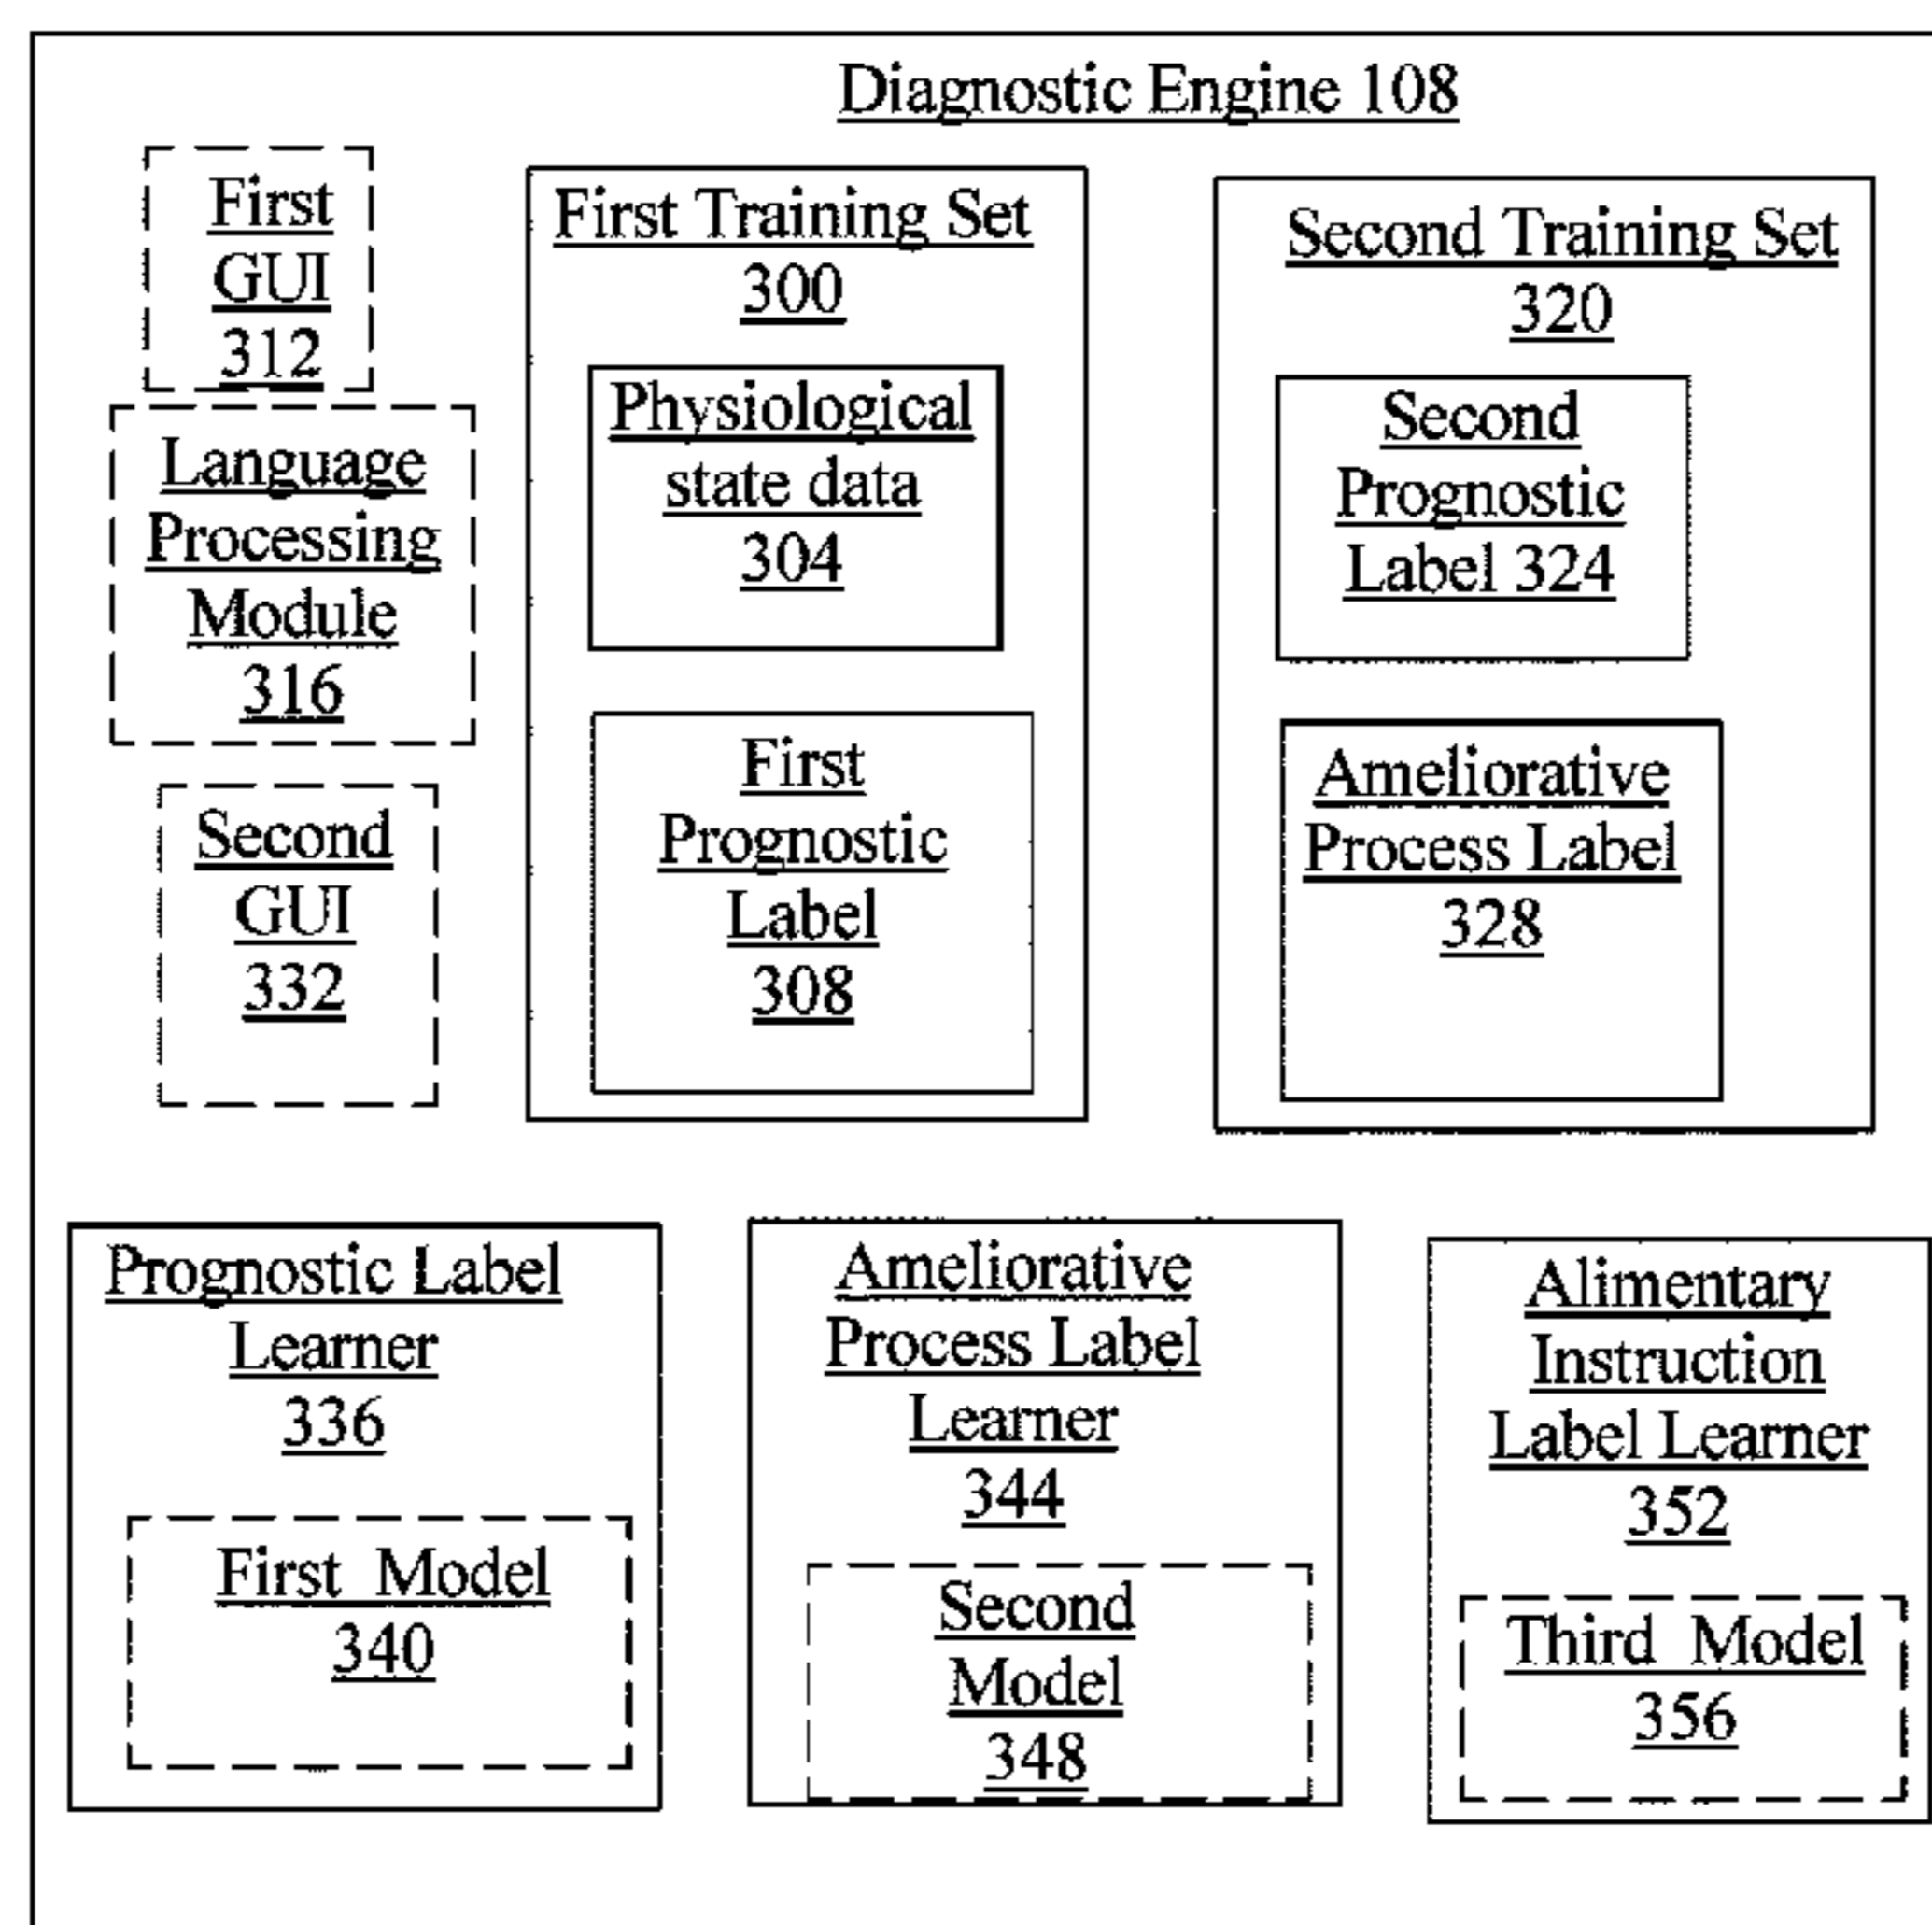 Diagnostic Engine 108
First
GUI
312
Language
Processing
Module
316
Second
GUI
332
First Training Set
300
Physiological
state data
304
First
Prognostic
Label
308
Second Training Set
320
Second
Prognostic
Label 324
Ameliorative
Process Label
328
Prognostic Label
Learner
336
First Model
340
Ameliorative
Process Label
Learner
344
Second
Model
348
Alimentary
Instruction
Label Learner
352
Third Model
356